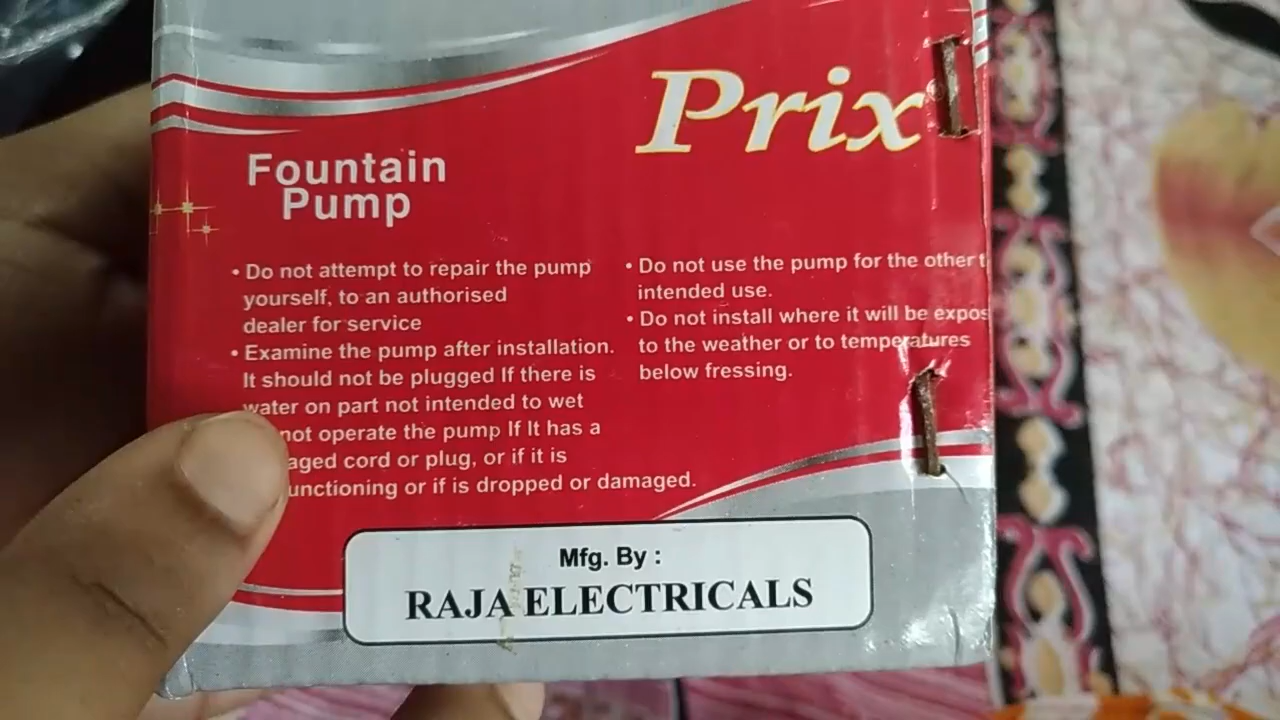 Prix
Fountain
Pump
• Do not attempt to repair the pump
yourself, to an authorised
dealer for service
• Examine the pump after installation.
It should not be plugged If there is
water on part not intended to wet
not operate the pump If It has a
cord or plug, or if it is
or if is dropped or damaged.
• Do not use the pump for the other
intended use.
• Do not install where it will be
to the weather or to temperatures
below fressing.
Mfg. By :
RAJA ELECTRICALS